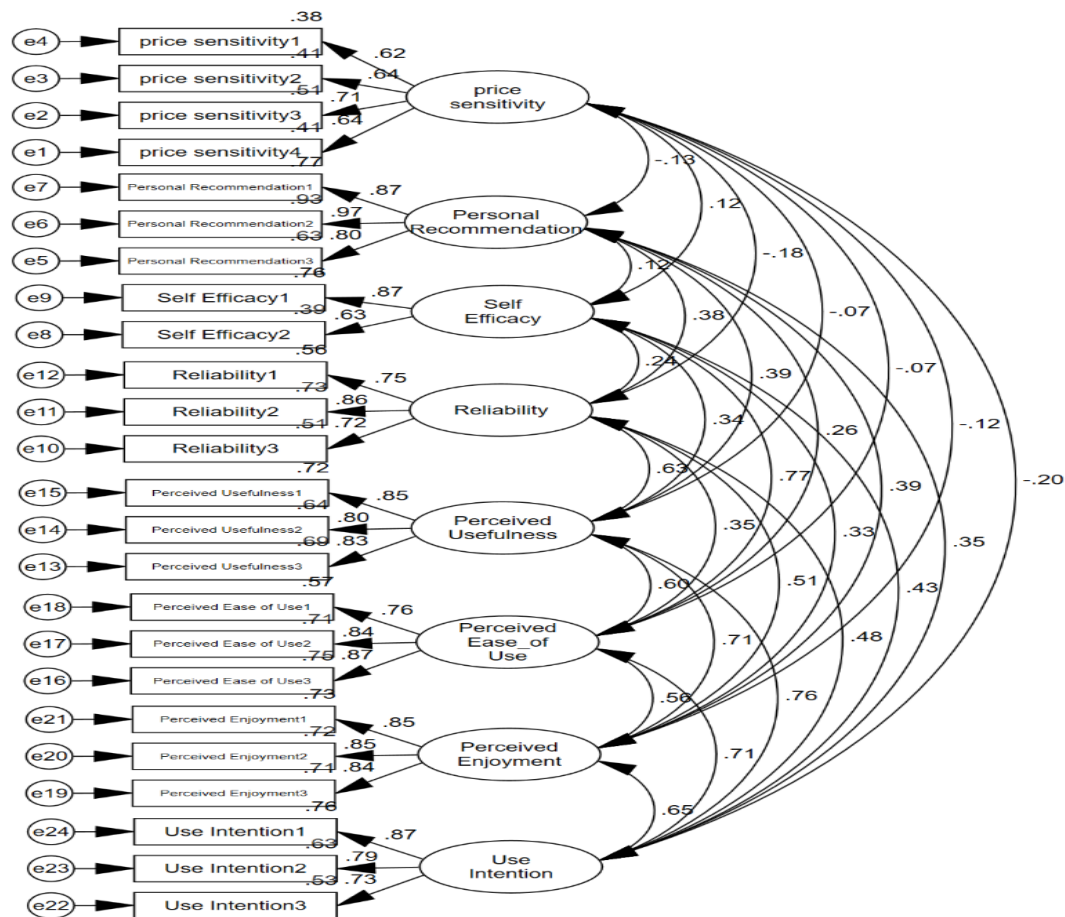 .38
e4 price sensitivity1 .62
.41
e3 price sensitivity2 .64
.51 .71
e2 price sensitivity3 .64
.41
e1 price sensitivity4
.77
price
sensitivity
e7 Personal Recommendation1 .87
.93
e6 Personal Recommendation2 .97
.63 .80
e5 Personal Recommendation3
.76
Personal
Recommendation
e9 Self Efficacy1 .87
.39
e8 Self Efficacy2 .63
.56
Self
Efficacy
e12 Reliability1 .75
.73
e11 Reliability2 .86
.51 .72
e10 Reliability3
.72
Reliability
e15 Perceived Usefulness1 .85
.64
e14 Perceived Usefulness2 .80
.69 .83
e13 Perceived Usefulness3
.57
Perceived
Usefulness
e18 Perceived Ease of Use1 .76
.71
e17 Perceived Ease of Use2 .84
.75 .87
e16 Perceived Ease of Use3
.73
Perceived
Ease_of
Use
e21 Perceived Enjoyment1 .85
.72
e20 Perceived Enjoyment2 .85
.71 .84
e19 Perceived Enjoyment3
.76
Perceived
Enjoyment
e24 Use Intention1 .87
.63
e23 Use Intention2 .79
.53 .73
e22 Use Intention3
Use
Intention
-.13
.12
-.18
-.07
-.07
-.12
-.20
.12
.38
.39
.26
.39
.35
.24
.34
.77
.33
.43
.63
.35
.51
.48
.60
.71
.76
.56
.71
.65